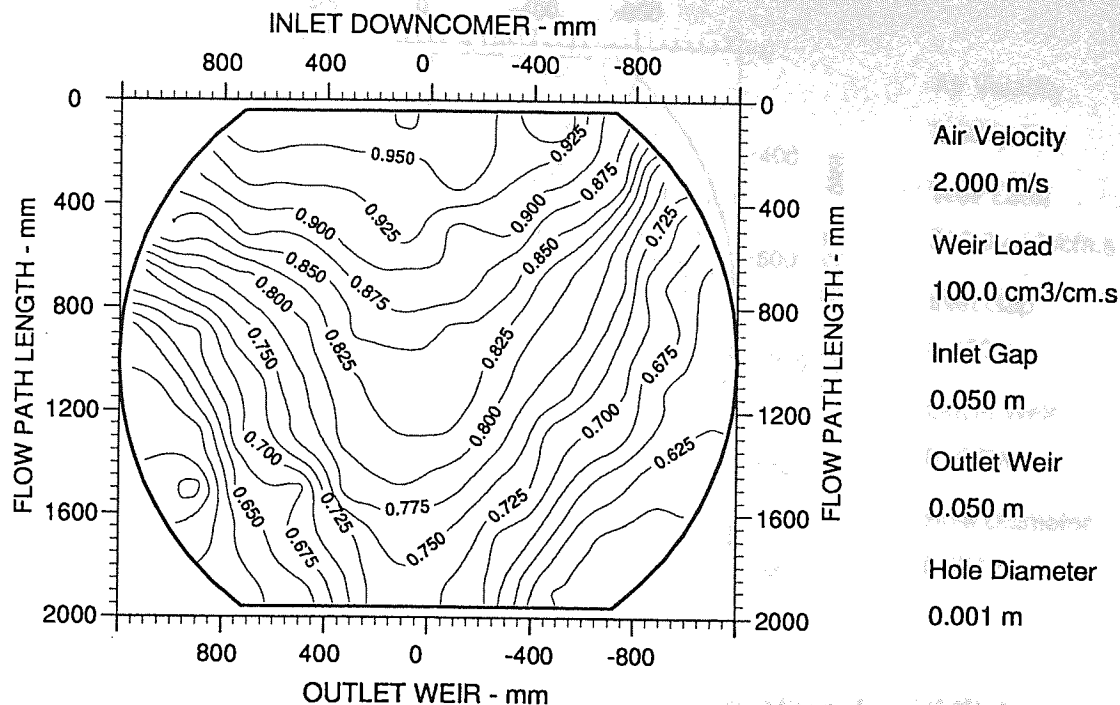 INLET DOWNCOMER - mm
800 400 0 -400 -800
0 0
400 400
800 800
1200 1200
1600 1600
2000 2000
FLOW PATH LENGTH - mm
FLOW PATH LENGTH - mm
0.950
0.925
0.875
0.900
0.925
0.900
0.725
0.850
0.850
0.875
0.800
0.825
0.825
0.750
0.675
0.800
0.700
0.700
0.625
0.650
0.725
0.775
0.725
0.675
0.750
800 400 0 -400 -800
OUTLET WEIR - mm
Air Velocity
2.000 m/s
Weir Load
100.0 cm3/cm.s
Inlet Gap
0.050 m
Outlet Weir
0.050 m
Hole Diameter
0.001 m